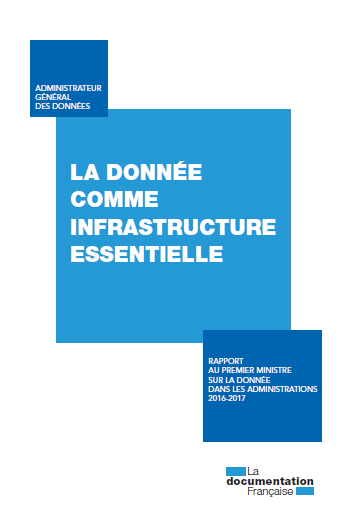 ADMINISTRATEUR
GÉNÉRAL
DES DONNÉES
LA DONNÉE
COMME
INFRASTRUCTURE
ESSENTIELLE
RAPPORT
AU PREMIER MINISTRE
SUR LA DONNÉE
DANS LES ADMINISTRATIONS
2016-2017
La
documentation
Française